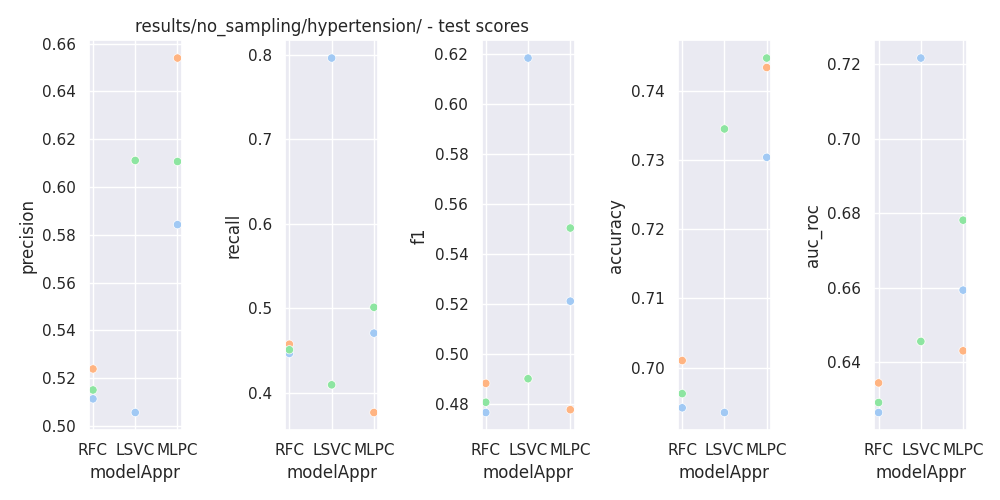 results/no_sampling/hypertension/ - test scores
precision
0.66
0.64
0.62
0.60
0.58
0.56
0.54
0.52
0.50
RFC LSVC MLPC
modelAppr
recall
0.8
0.7
0.6
0.5
0.4
RFC LSVC MLPC
modelAppr
f1
0.62
0.60
0.58
0.56
0.54
0.52
0.50
0.48
RFC LSVC MLPC
modelAppr
accuracy
0.74
0.73
0.72
0.71
0.70
RFC LSVC MLPC
modelAppr
auc_roc
0.72
0.70
0.68
0.66
0.64
RFC LSVC MLPC
modelAppr